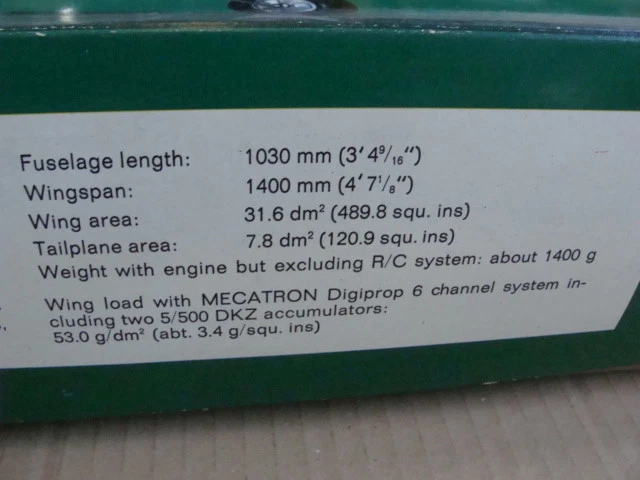 Fuselage length: 1030 mm (3′ 4⁹/₁₆″)
Wingspan: 1400 mm (4′ 7¹/₈″)
Wing area: 31.6 dm² (489.8 squ. ins)
Tailplane area: 7.8 dm² (120.9 squ. ins)
Weight with engine but excluding R/C system: about 1400 g
Wing load with MECATRON Digiprop 6 channel system in-
cluding two 5/500 DKZ accumulators:
53.0 g/dm² (abt. 3.4 g/squ. ins)